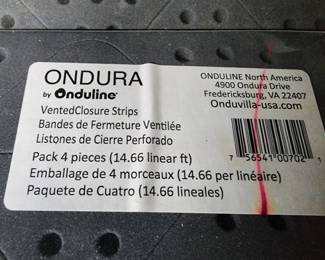 ONDURA
by Onduline®
VentedClosure Strips
Bandes de Fermeture Ventilée
Listones de Cierre Perforado
Pack 4 pieces (14.66 linear ft)
Emballage de 4 morceaux (14.66 per linéaire)
Paquete de Cuatro (14.66 lineales)
ONDULINE North America
4900 Ondura Drive
Fredericksburg, VA 22407
Onduvilla-usa.com
7 56541 00702 1